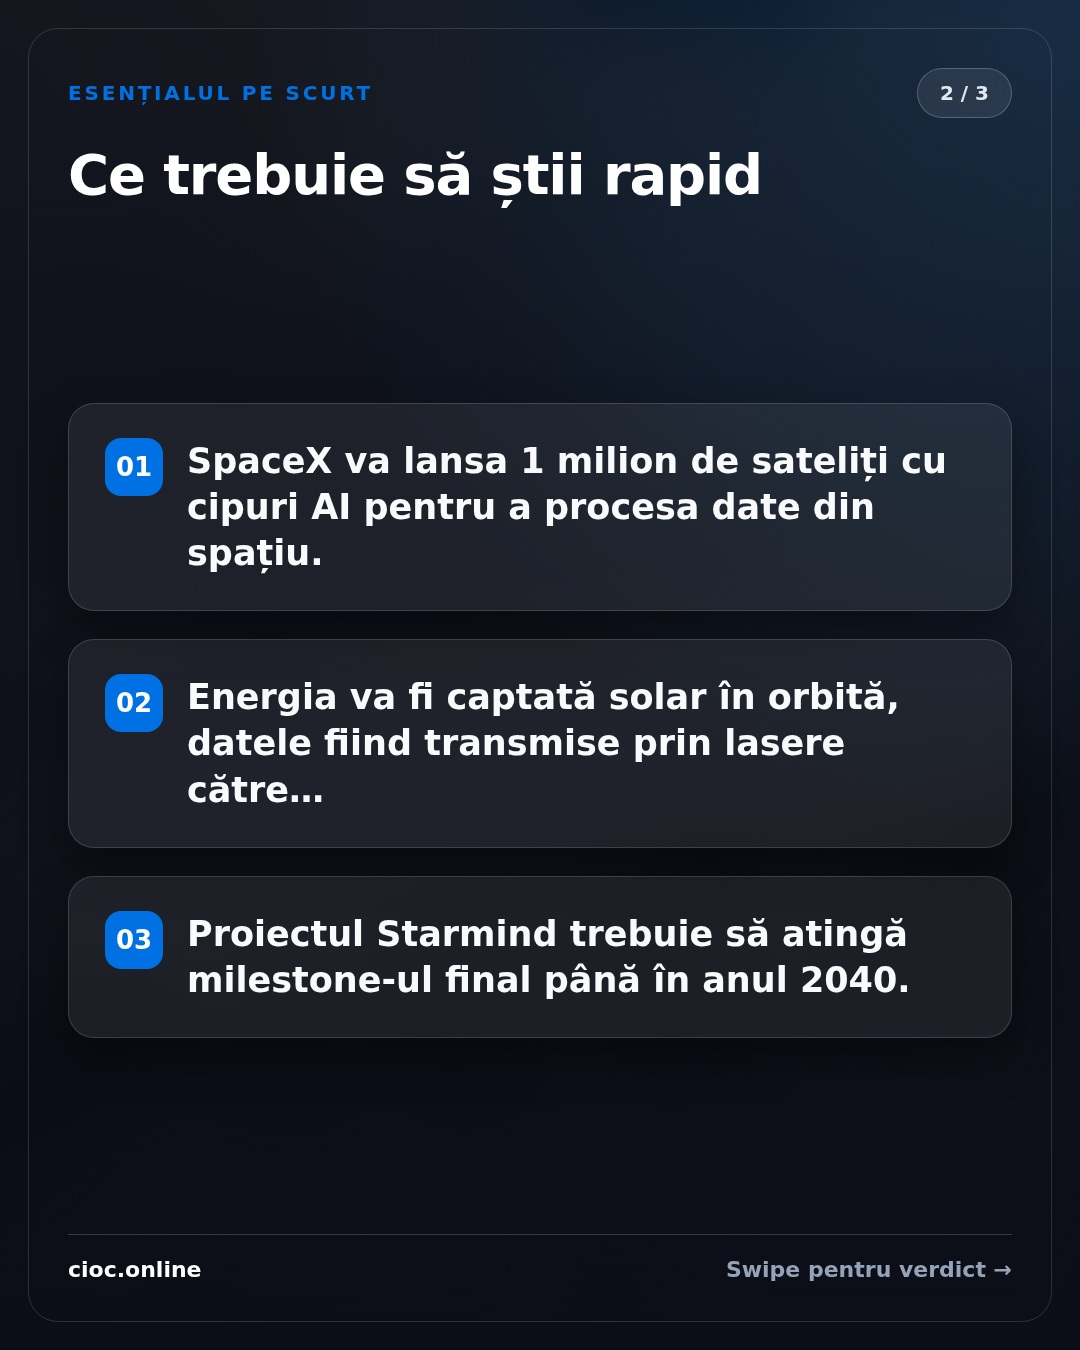 ESENȚIALUL PE SCURT
2 / 3
Ce trebuie să știi rapid
01
SpaceX va lansa 1 milion de sateliți cu
cipuri AI pentru a procesa date din
spațiu.
02
Energia va fi captată solar în orbită,
datele fiind transmise prin lasere
către…
03
Proiectul Starmind trebuie să atingă
milestone-ul final până în anul 2040.
cioc.online
Swipe pentru verdict →